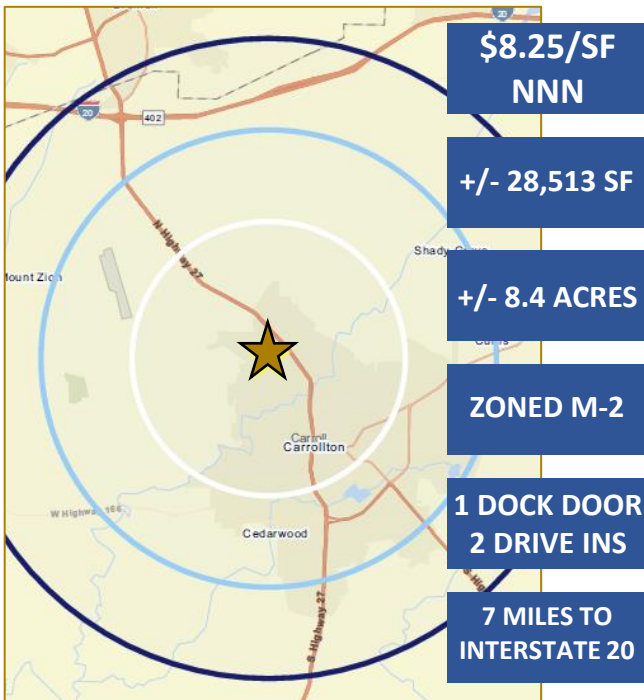 20
20
402
N Highway 27
Mount Zion
Shady Grove
Carroll
Carrollton
W Highway 166
Cedarwood
S Highway 27
$8.25/SF
NNN
+/- 28,513 SF
+/- 8.4 ACRES
ZONED M-2
1 DOCK DOOR
2 DRIVE INS
7 MILES TO
INTERSTATE 20